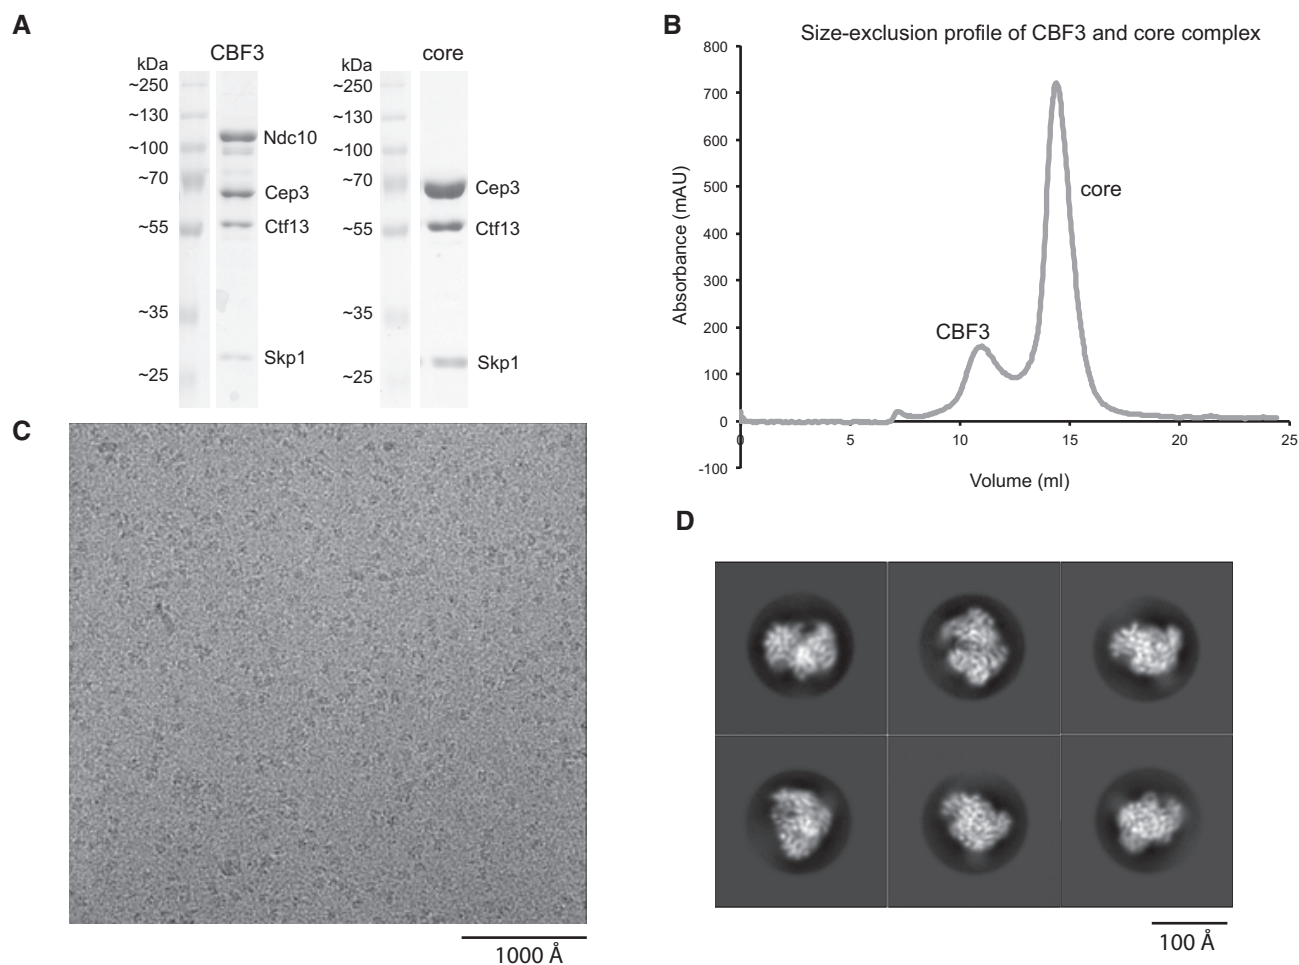 A
CBF3
core
kDa
~250
~130
~100
~70
~55
~35
~25
Ndc10
Cep3
Ctf13
Skp1
kDa
~250
~130
~100
~70
~55
~35
~25
Cep3
Ctf13
Skp1
B
Size-exclusion profile of CBF3 and core complex
800
700
600
500
400
300
200
100
0
-100
Absorbance (mAU)
CBF3
core
0
5
10
15
20
25
Volume (ml)
C
1000 Å
D
100 Å